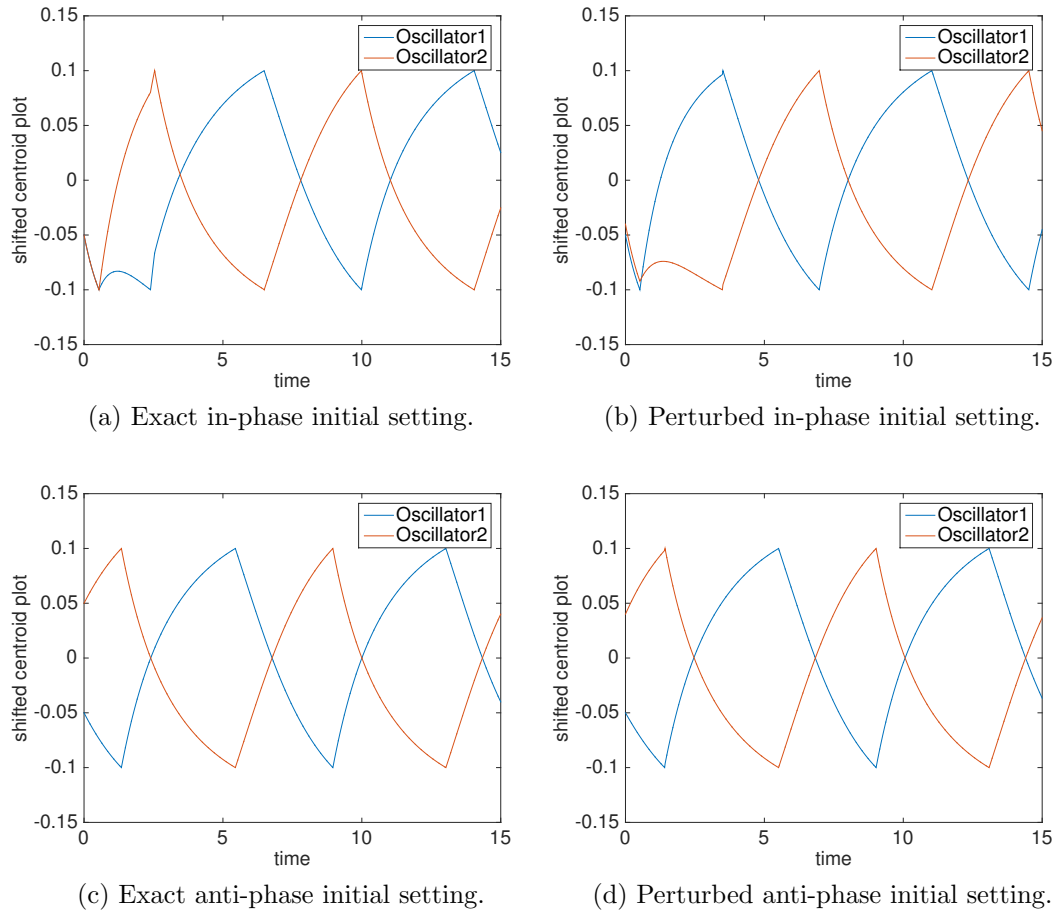 0.15
0.1
0.05
0
-0.05
-0.1
-0.15
shifted centroid plot
0 5 10 15
time
Oscillator1
Oscillator2
(a) Exact in-phase initial setting.
0.15
0.1
0.05
0
-0.05
-0.1
-0.15
shifted centroid plot
0 5 10 15
time
Oscillator1
Oscillator2
(b) Perturbed in-phase initial setting.
0.15
0.1
0.05
0
-0.05
-0.1
-0.15
shifted centroid plot
0 5 10 15
time
Oscillator1
Oscillator2
(c) Exact anti-phase initial setting.
0.15
0.1
0.05
0
-0.05
-0.1
-0.15
shifted centroid plot
0 5 10 15
time
Oscillator1
Oscillator2
(d) Perturbed anti-phase initial setting.